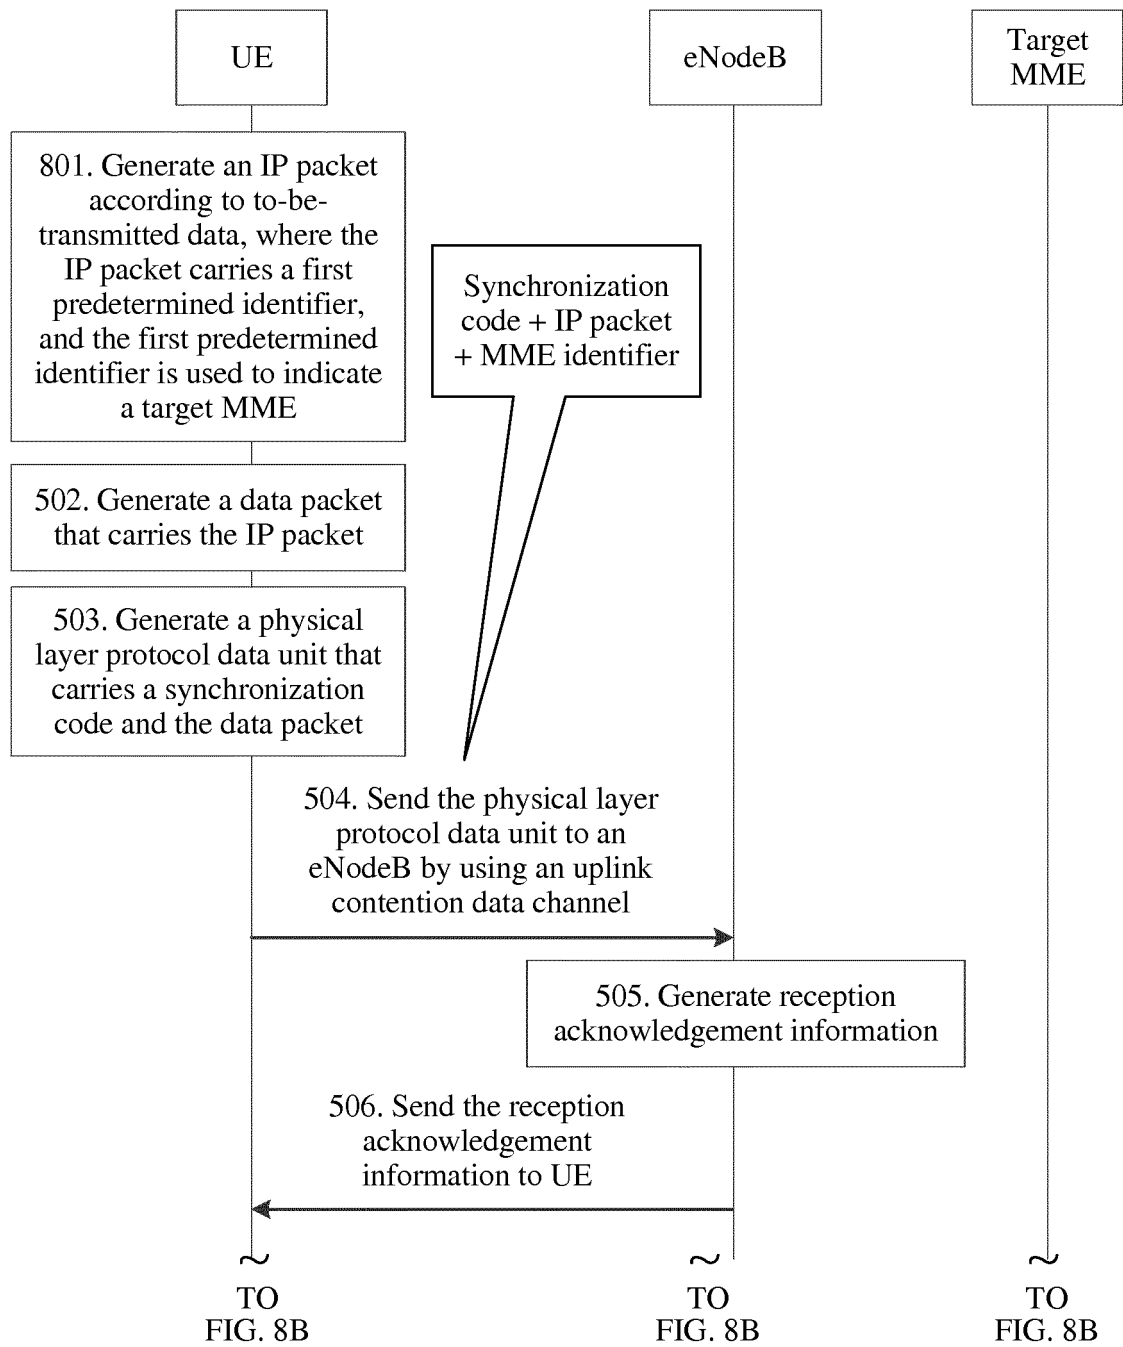 UE
eNodeB
Target
MME
801. Generate an IP packet
according to to-be-
transmitted data, where the
IP packet carries a first
predetermined identifier,
and the first predetermined
identifier is used to indicate
a target MME
Synchronization
code + IP packet
+ MME identifier
502. Generate a data packet
that carries the IP packet
503. Generate a physical
layer protocol data unit that
carries a synchronization
code and the data packet
504. Send the physical layer
protocol data unit to an
eNodeB by using an uplink
contention data channel
505. Generate reception
acknowledgement information
506. Send the reception
acknowledgement
information to UE
TO
FIG. 8B
TO
FIG. 8B
TO
FIG. 8B